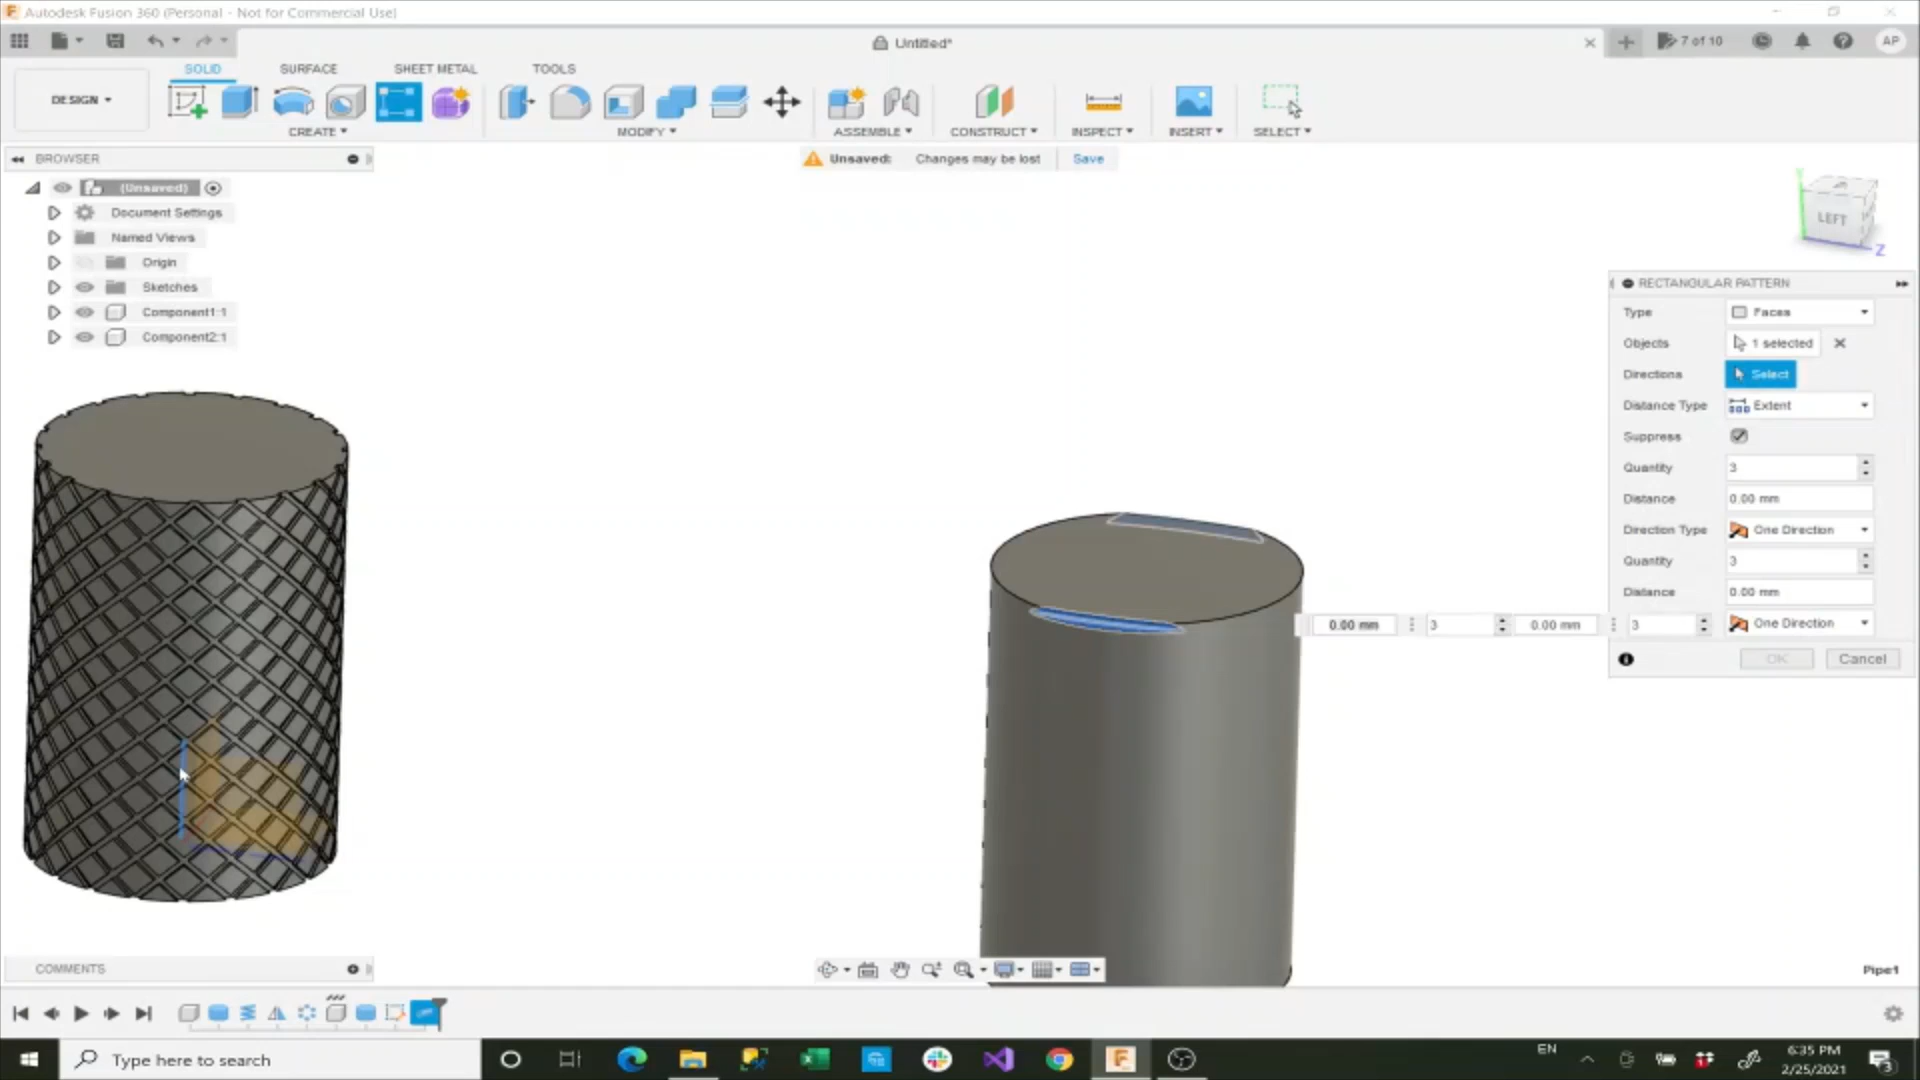 Autodesk Fusion 360 (Personal - Not for Commercial Use)
Untitled*
7 of 10
AP
SOLID
SURFACE
SHEET METAL
TOOLS
DESIGN
CREATE
MODIFY
ASSEMBLE
CONSTRUCT
INSPECT
INSERT
SELECT
BROWSER
Unsaved: Changes may be lost Save
(Unsaved)
Document Settings
Named Views
Origin
Sketches
Component1:1
Component2:1
LEFT
Z
RECTANGULAR PATTERN
Type Faces
Objects 1 selected
Directions Select
Distance Type Extent
Suppress
Quantity 3
Distance 0.00 mm
Direction Type One Direction
Quantity 3
Distance 0.00 mm
One Direction
0.00 mm 3 0.00 mm 3
OK Cancel
COMMENTS
Pipe1
Type here to search
EN
6:35 PM
2/25/2021
3